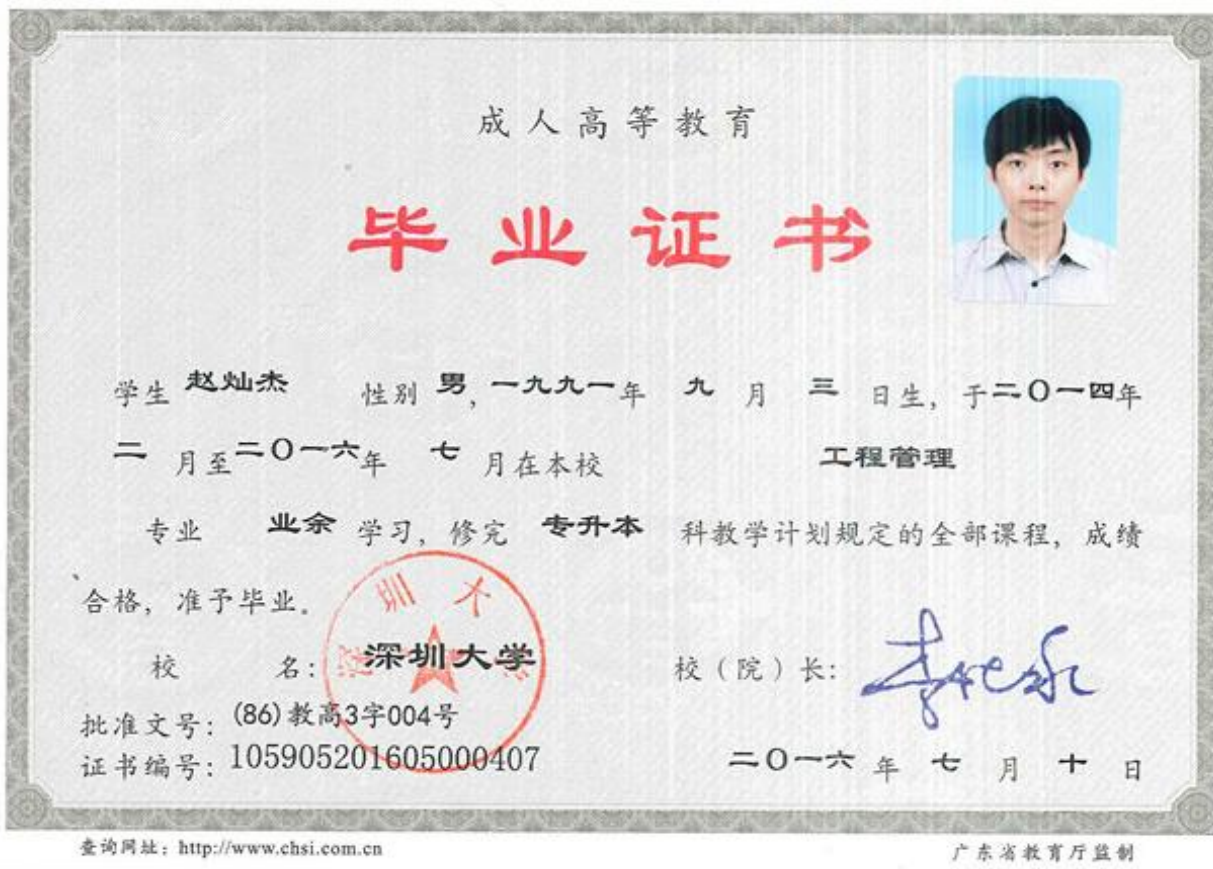 成人高等教育
毕业证书
学生 赵灿杰 性别 男, 一九九一年 九 月 三 日生, 于二〇一四年
二 月至二〇一六年 七 月在本校 工程管理
专业 业余 学习, 修完 专升本 科教学计划规定的全部课程, 成绩
合格, 准予毕业。
校 名: 深圳大学 校(院)长: 李清泉
批准文号: (86)教高3字004号
证书编号: 105905201605000407 二〇一六 年 七 月 十 日
查询网址: http://www.chsi.com.cn 广东省教育厅监制